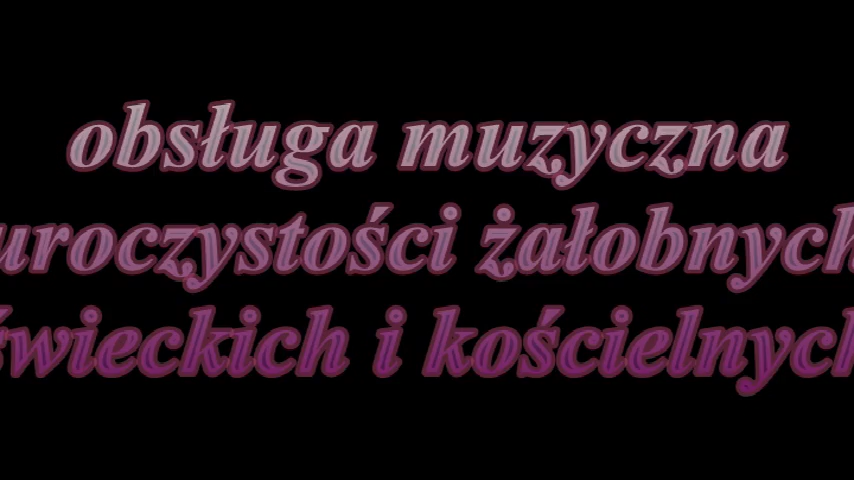 obsługa muzyczna
uroczystości żałobnych
świeckich i kościelnych